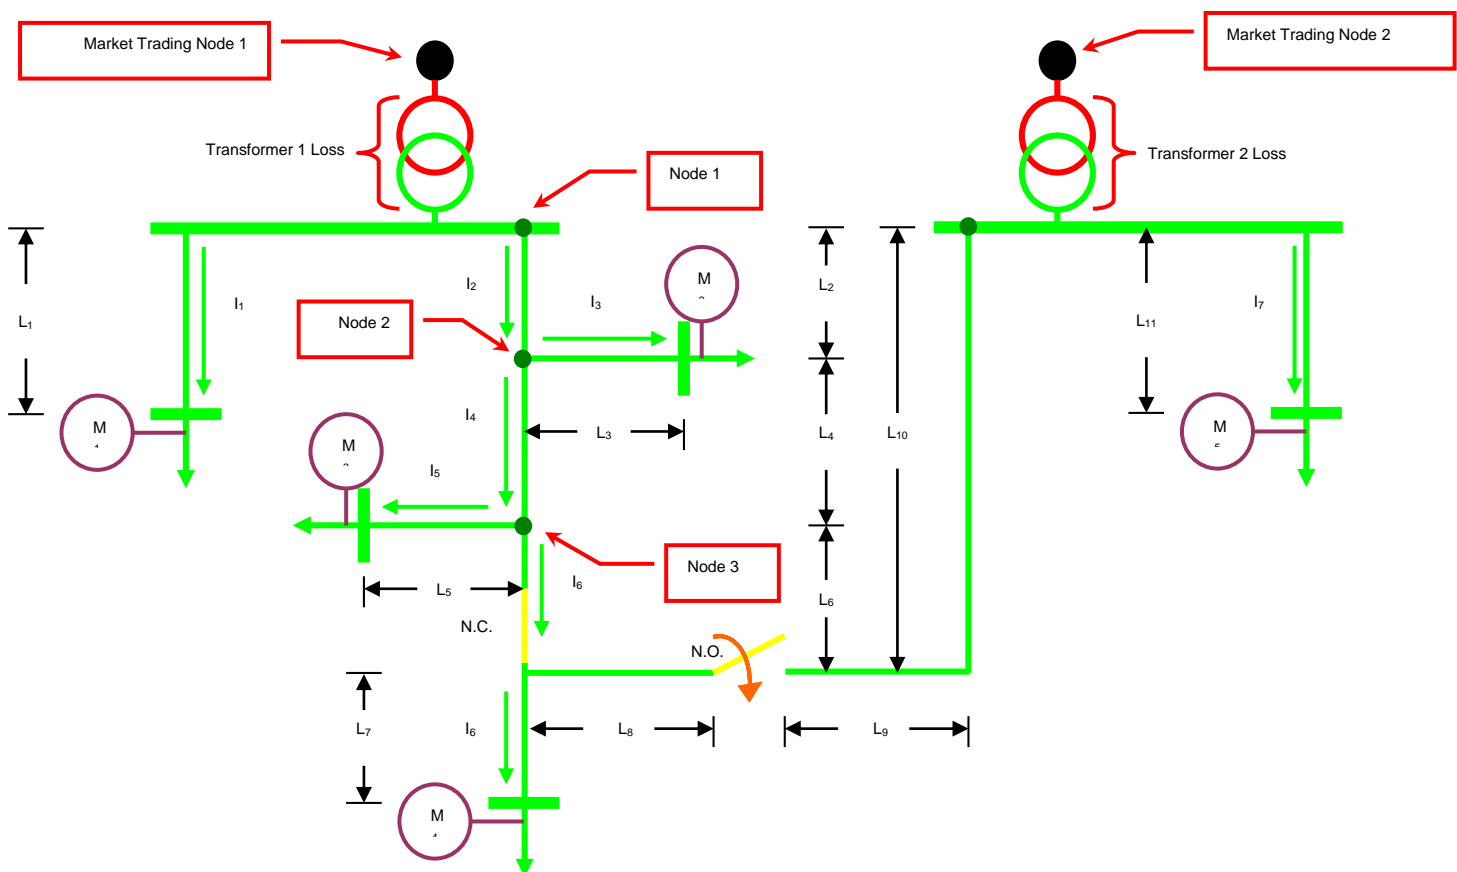 Market Trading Node 1
Market Trading Node 2
Transformer 1 Loss
Transformer 2 Loss
Node 1
M
I₂
I₃
L₂
I₁
I₇
L₁
Node 2
L₁₁
M
I₄
L₃
L₄
L₁₀
M
M
I₅
Node 3
I₆
L₅
L₆
N.C.
N.O.
L₇
I₆
L₈
L₉
M